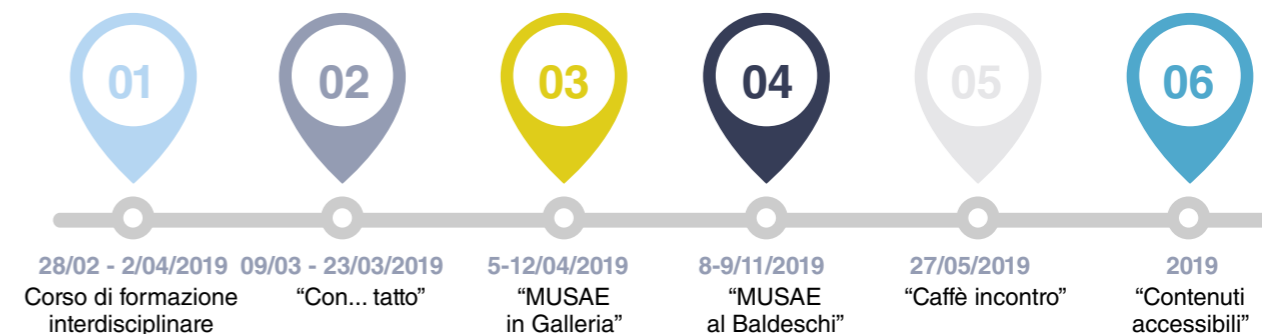 01
02
03
04
05
06
28/02 - 2/04/2019
Corso di formazione
interdisciplinare
09/03 - 23/03/2019
“Con... tatto”
5-12/04/2019
“MUSAE
in Galleria”
8-9/11/2019
“MUSAE
al Baldeschi”
27/05/2019
“Caffè incontro”
2019
“Contenuti
accessibili”